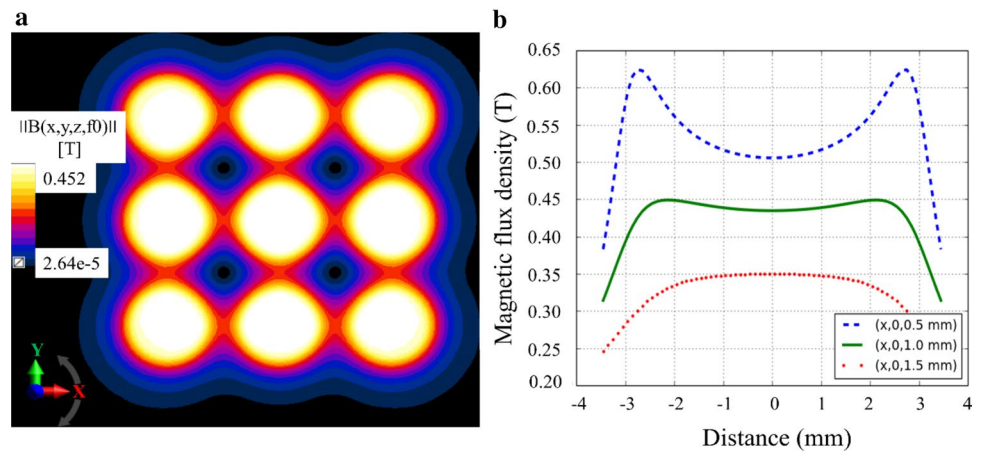 a
||B(x,y,z,f0)||
[T]
0.452
2.64e-5
Y
X
b
Magnetic flux density (T)
0.65
0.60
0.55
0.50
0.45
0.40
0.35
0.30
0.25
0.20
(x,0,0.5 mm)
(x,0,1.0 mm)
(x,0,1.5 mm)
-4 -3 -2 -1 0 1 2 3 4
Distance (mm)